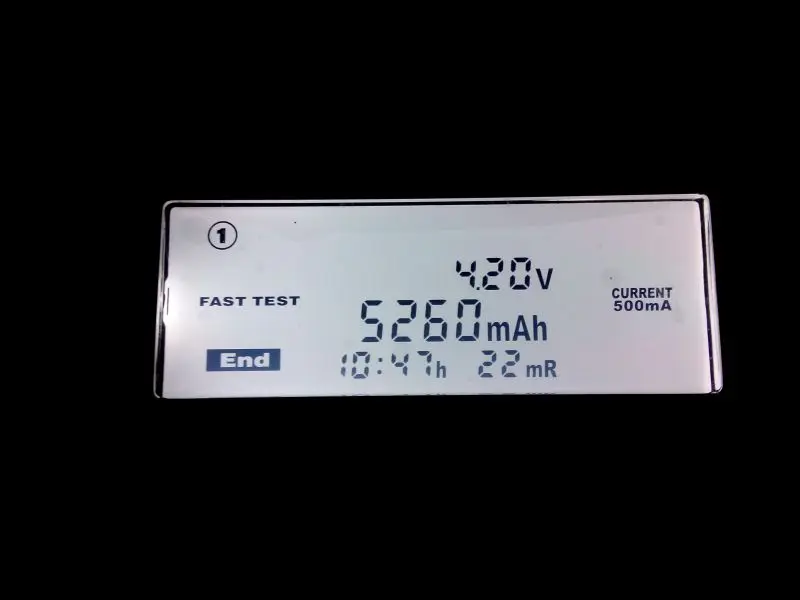 1
4.20V
FAST TEST
CURRENT
500mA
5260mAh
End
10:47h 22mR